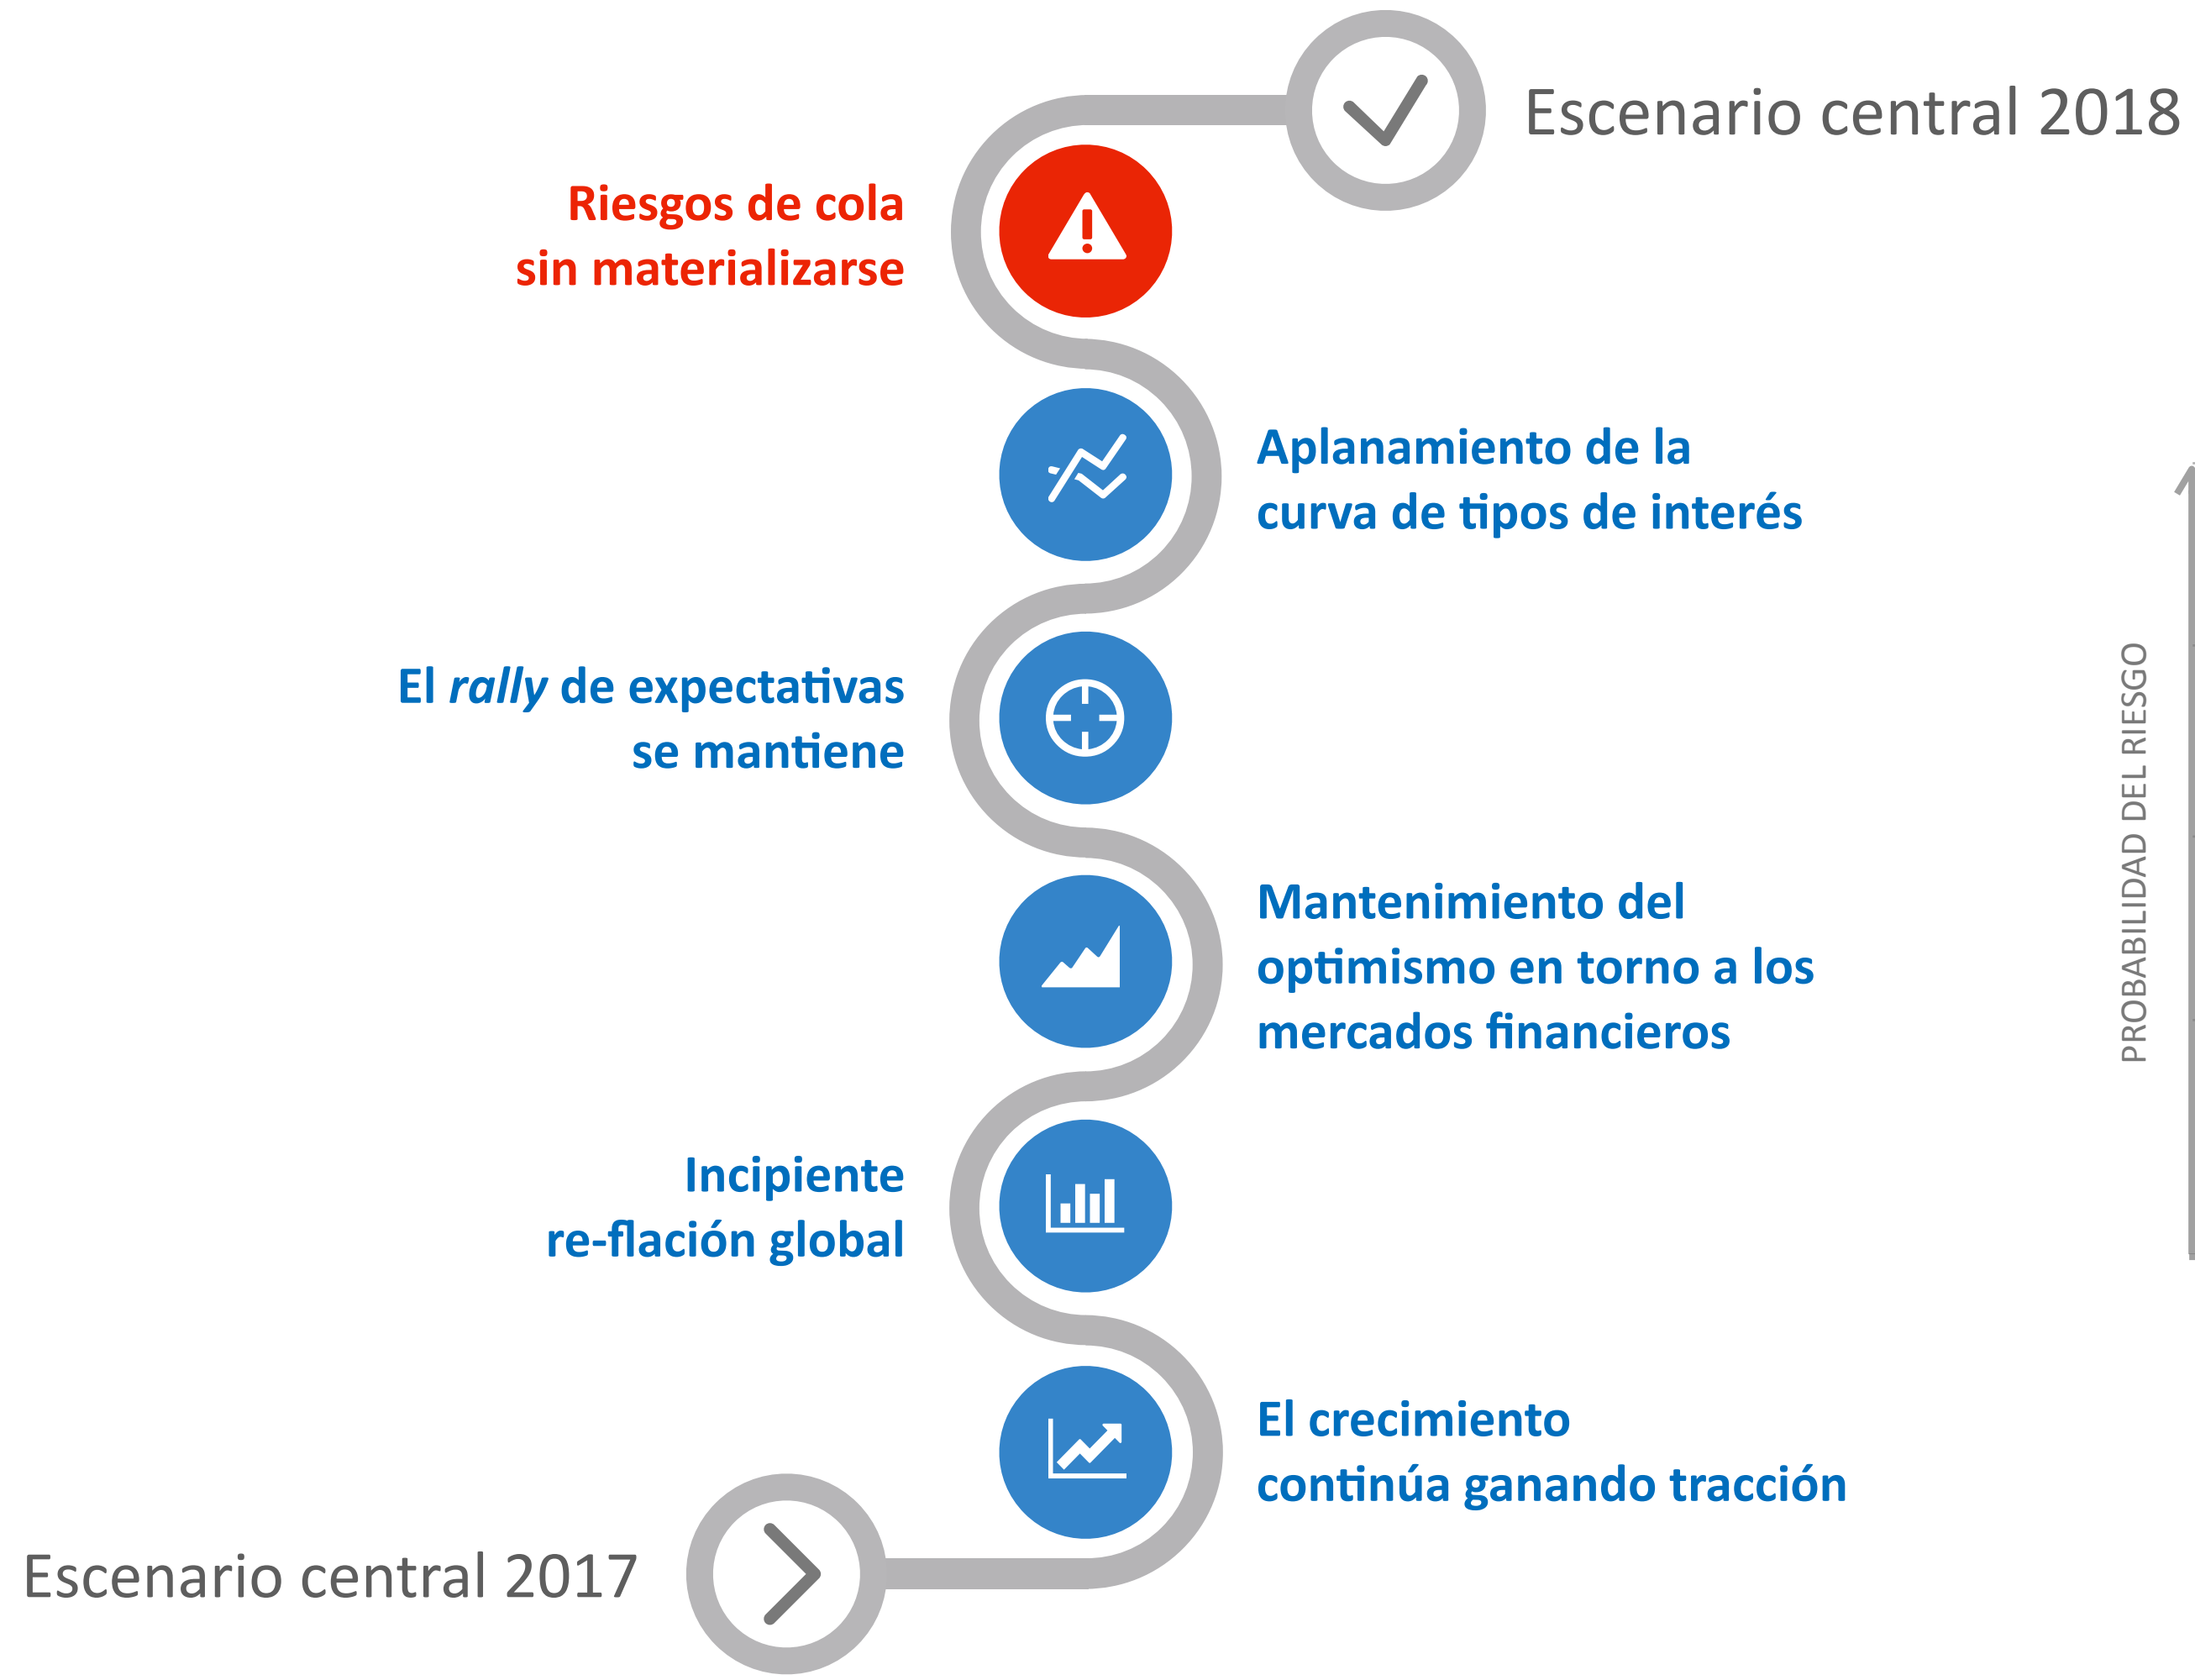 Escenario central 2018
Riesgos de cola
sin materializarse
Aplanamiento de la
curva de tipos de interés
El rally de expectativas
se mantiene
Mantenimiento del
optimismo en torno a los
mercados financieros
Incipiente
re-flación global
El crecimiento
continúa ganando tracción
Escenario central 2017
PROBABILIDAD DEL RIESGO